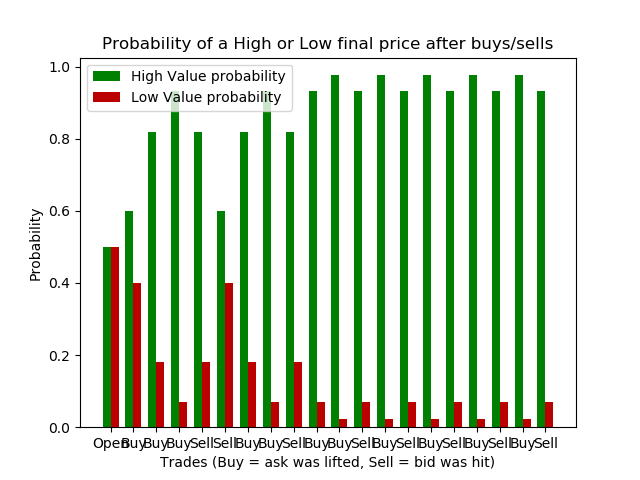 Probability of a High or Low final price after buys/sells
High Value probability
Low Value probability
1.0
0.8
0.6
0.4
0.2
0.0
Probability
Open Buy Buy Buy Sell Sell Buy Buy Sell Buy Buy Sell Buy Sell Buy Sell Buy Sell Buy Sell
Trades (Buy = ask was lifted, Sell = bid was hit)